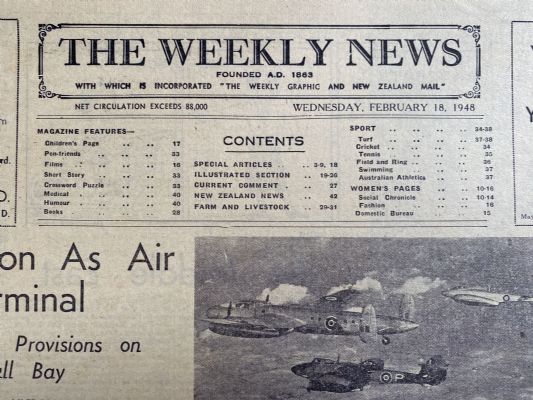 THE WEEKLY NEWS
FOUNDED A.D. 1863
WITH WHICH IS INCORPORATED "THE WEEKLY GRAPHIC AND NEW ZEALAND MAIL"
NET CIRCULATION EXCEEDS 88,000
WEDNESDAY, FEBRUARY 18, 1948
MAGAZINE FEATURES—
Children's Page .. .. 17
Pen-friends .. .. .. 33
Films .. .. .. .. 16
Short Story .. .. .. 33
Crossword Puzzle .. .. 33
Medical .. .. .. .. 40
Humour .. .. .. .. 40
Books .. .. .. .. 28
CONTENTS
SPECIAL ARTICLES .. .. 3-9, 18
ILLUSTRATED SECTION .. 19-26
CURRENT COMMENT .. .. 27
NEW ZEALAND NEWS .. .. 42
FARM AND LIVESTOCK .. .. 29-31
SPORT .. .. .. .. 34-38
Turf .. .. .. .. 37-38
Cricket .. .. .. .. 34
Tennis .. .. .. .. 35
Field and Ring .. .. .. 36
Swimming .. .. .. 37
Australian Athletics .. .. 37
WOMEN'S PAGES .. .. 10-16
Social Chronicle .. .. 10-14
Fashion .. .. .. 16
Domestic Bureau .. .. 15
on As Air
rminal
Provisions on
ll Bay
rd.
D.
D.
Y
May
P